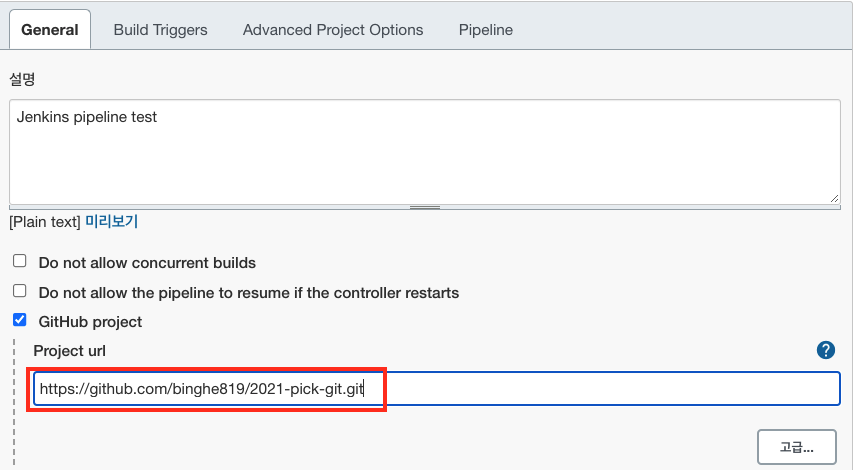 General Build Triggers Advanced Project Options Pipeline
설명
Jenkins pipeline test
[Plain text] 미리보기
Do not allow concurrent builds
Do not allow the pipeline to resume if the controller restarts
GitHub project
Project url
?
https://github.com/binghe819/2021-pick-git.git
고급...